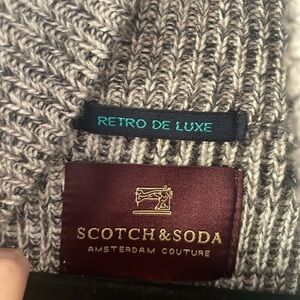 RETRO DE LUXE
SCOTCH & SODA
AMSTERDAM COUTURE